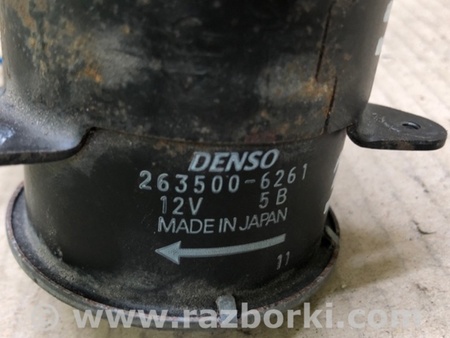 DENSO
263500-6261
12V 5B
MADE IN JAPAN
11
www.razborki.com